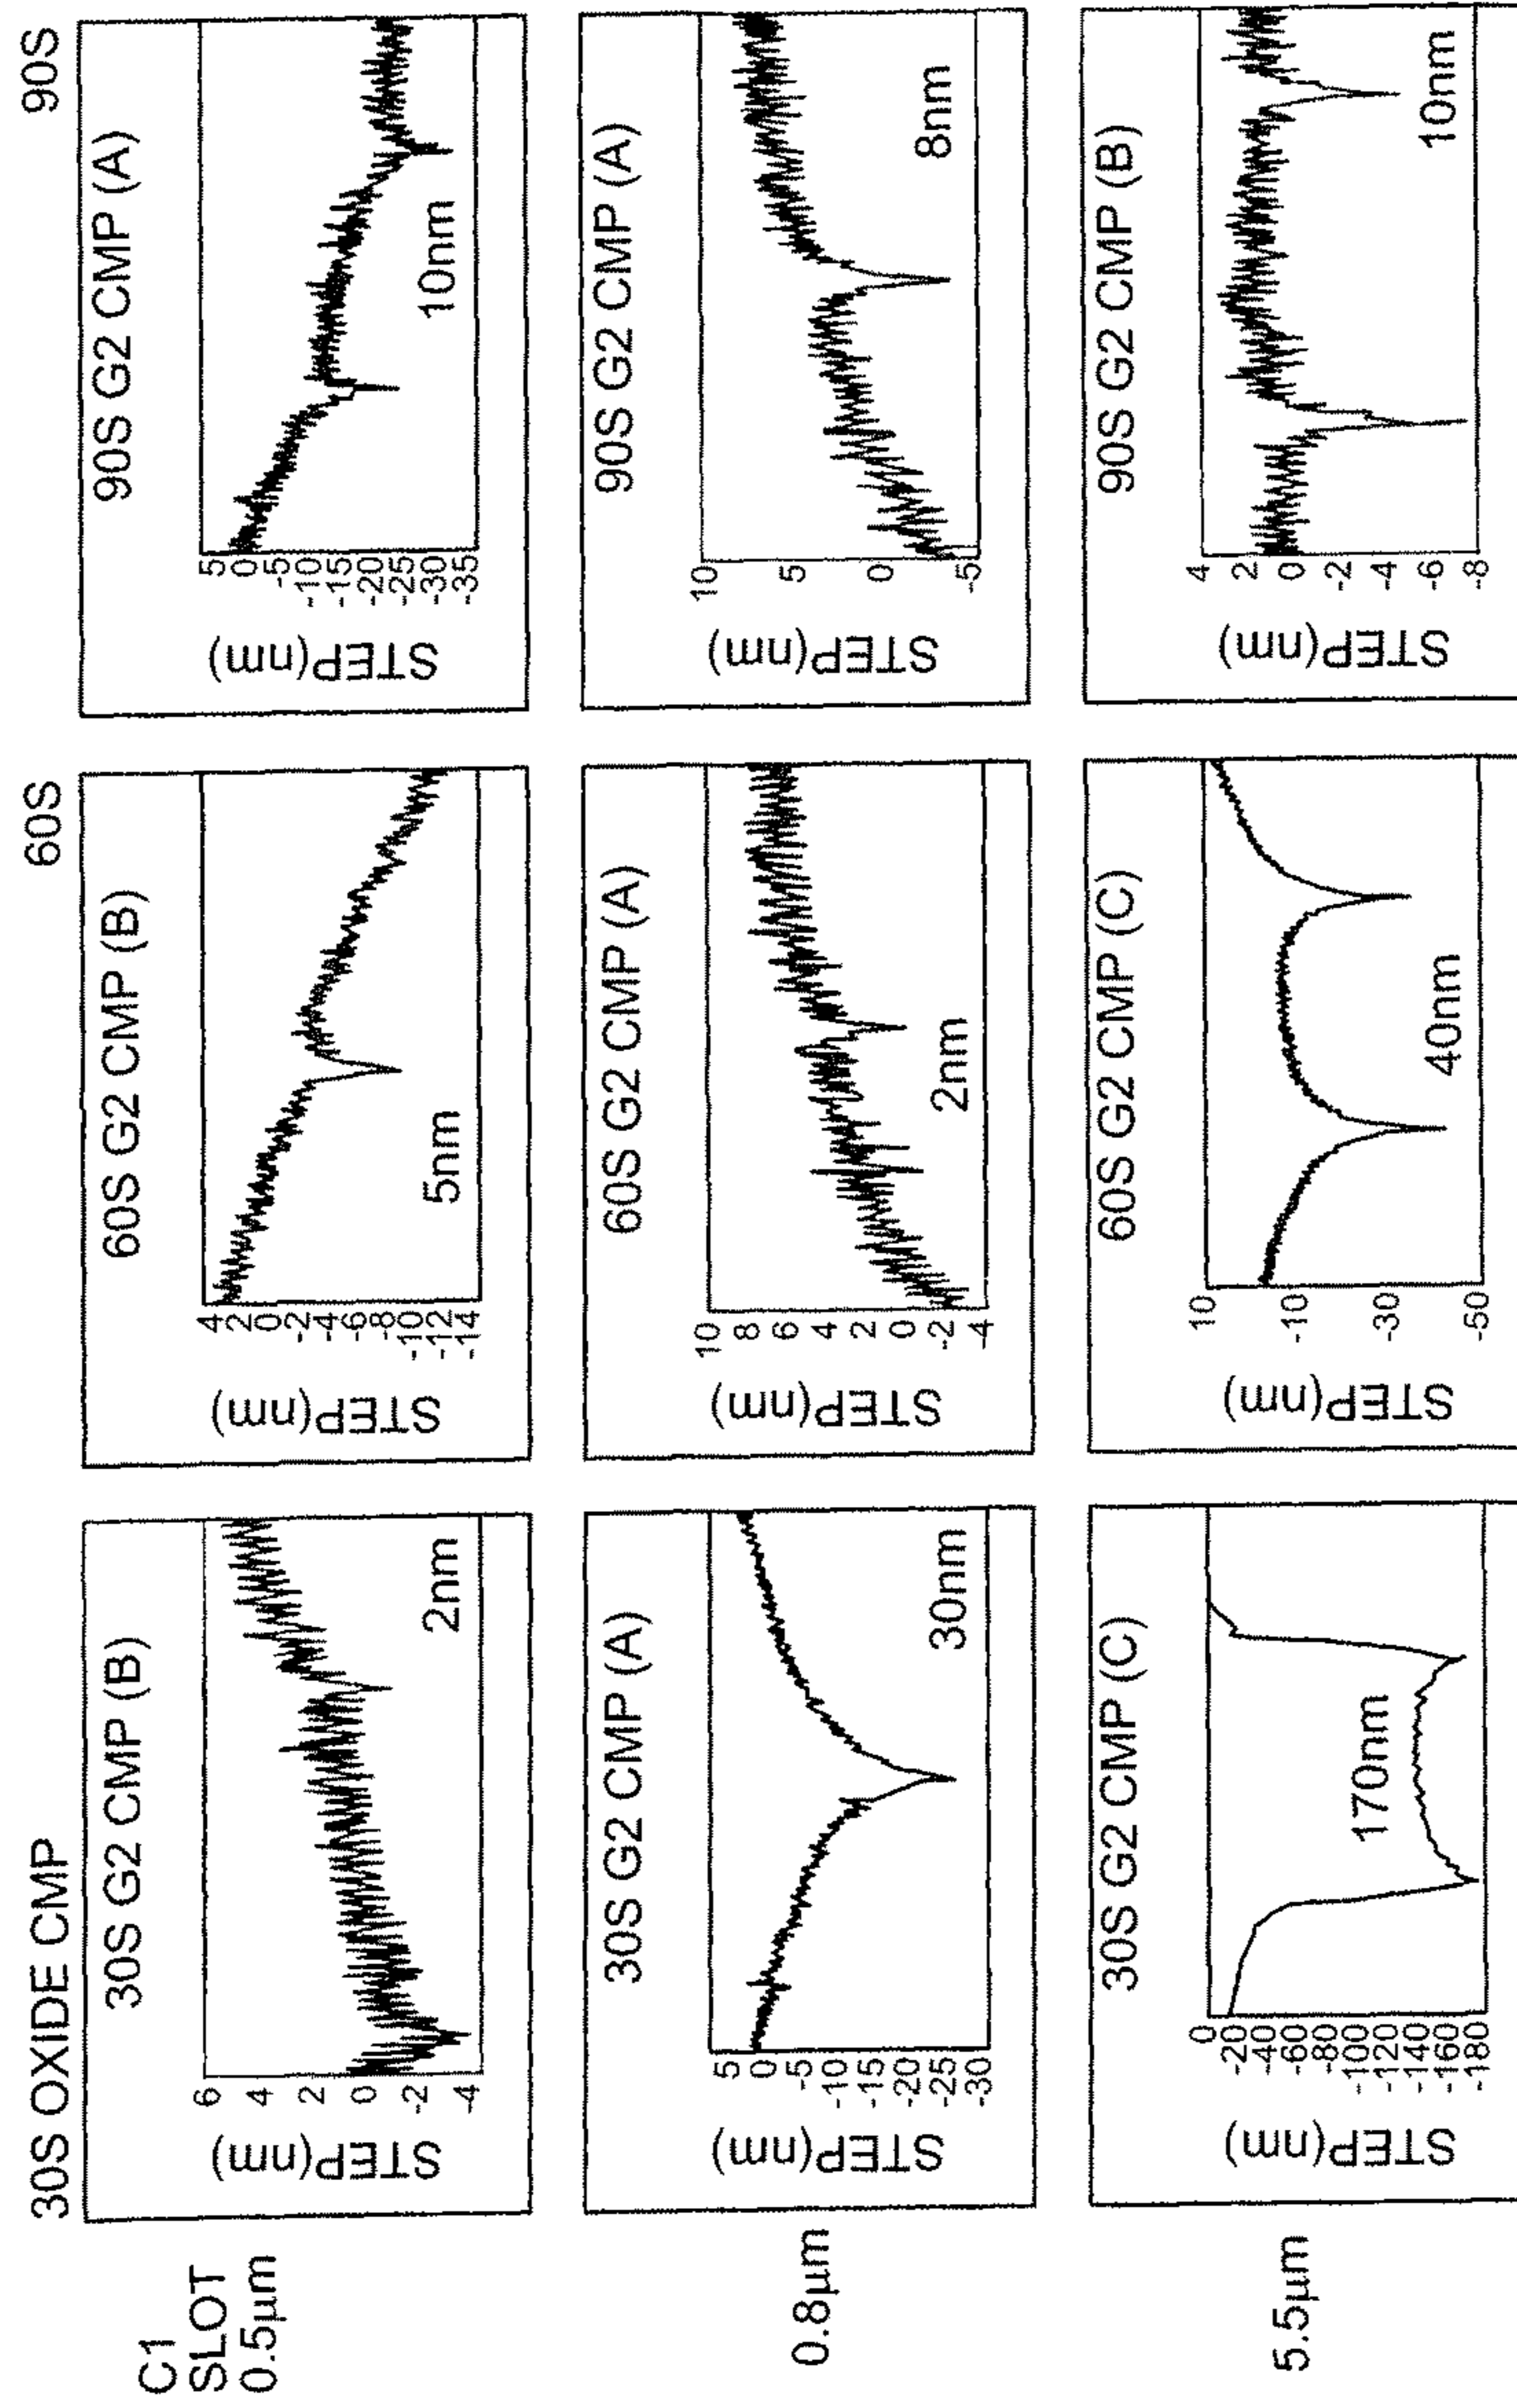 30S OXIDE CMP
60S
90S
C1
SLOT
0.5μm
30S G2 CMP (B)
STEP(nm)
6
4
2
0
-2
-4
2nm
60S G2 CMP (B)
STEP(nm)
4
2
0
-2
-4
-6
-8
-10
-12
-14
5nm
90S G2 CMP (A)
STEP(nm)
5
0
-5
-10
-15
-20
-25
-30
-35
10nm
0.8μm
30S G2 CMP (A)
STEP(nm)
5
0
-5
-10
-15
-20
-25
-30
30nm
60S G2 CMP (A)
STEP(nm)
10
8
6
4
2
0
-2
-4
2nm
90S G2 CMP (A)
STEP(nm)
10
5
0
-5
8nm
5.5μm
30S G2 CMP (C)
STEP(nm)
0
-20
-40
-60
-80
-100
-120
-140
-160
-180
170nm
60S G2 CMP (C)
STEP(nm)
10
-10
-30
-50
40nm
90S G2 CMP (B)
STEP(nm)
4
2
0
-2
-4
-6
-8
10nm